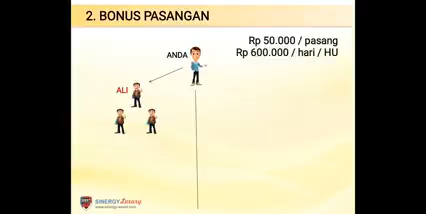 2. BONUS PASANGAN
ANDA
Rp 50.000 / pasang
Rp 600.000 / hari / HU
ALI
SINERGY Luxury